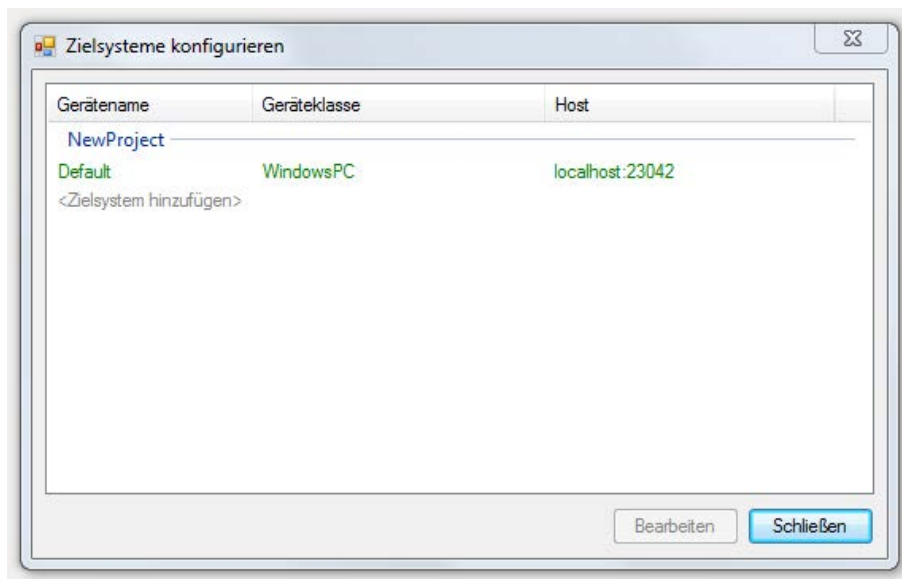 Zielsysteme konfigurieren
Gerätename Geräteklasse Host
NewProject
Default WindowsPC localhost:23042
<Zielsystem hinzufügen>
Bearbeiten Schließen